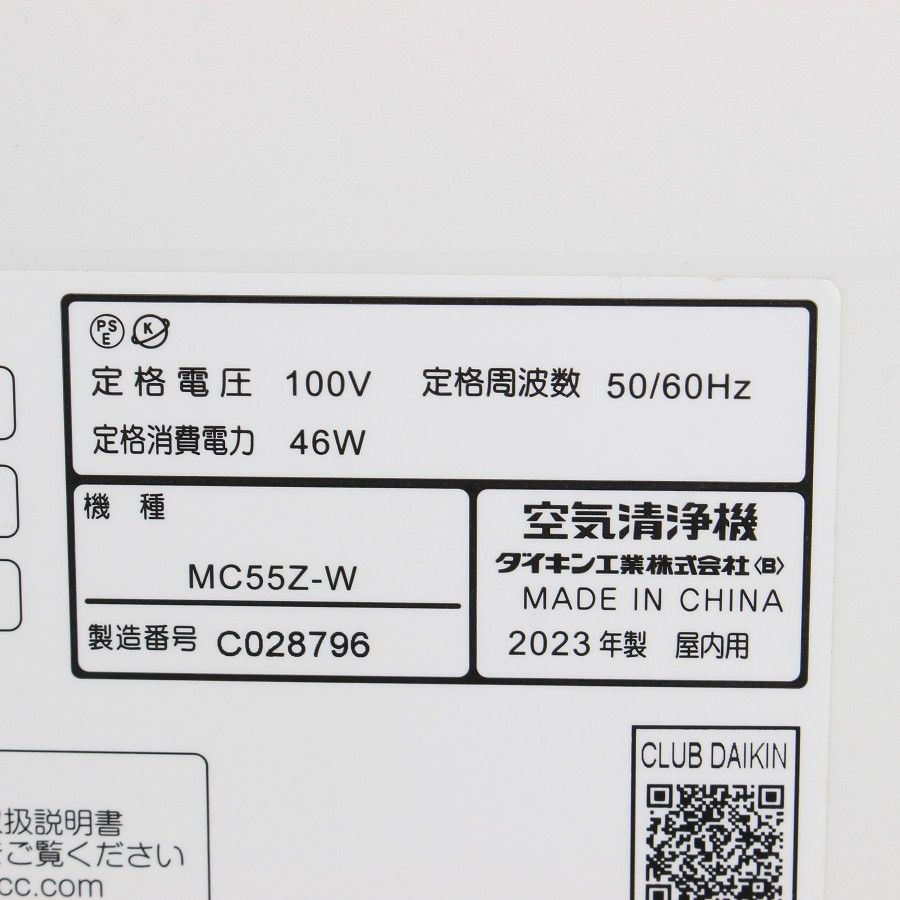 PS E K
定格電圧 100V 定格周波数 50/60Hz
定格消費電力 46W
機種
MC55Z-W
製造番号 C028796
空気清浄機
ダイキン工業株式会社〈B〉
MADE IN CHINA
2023年製 屋内用
CLUB DAIKIN
扱説明書
ご覧ください
cc.com